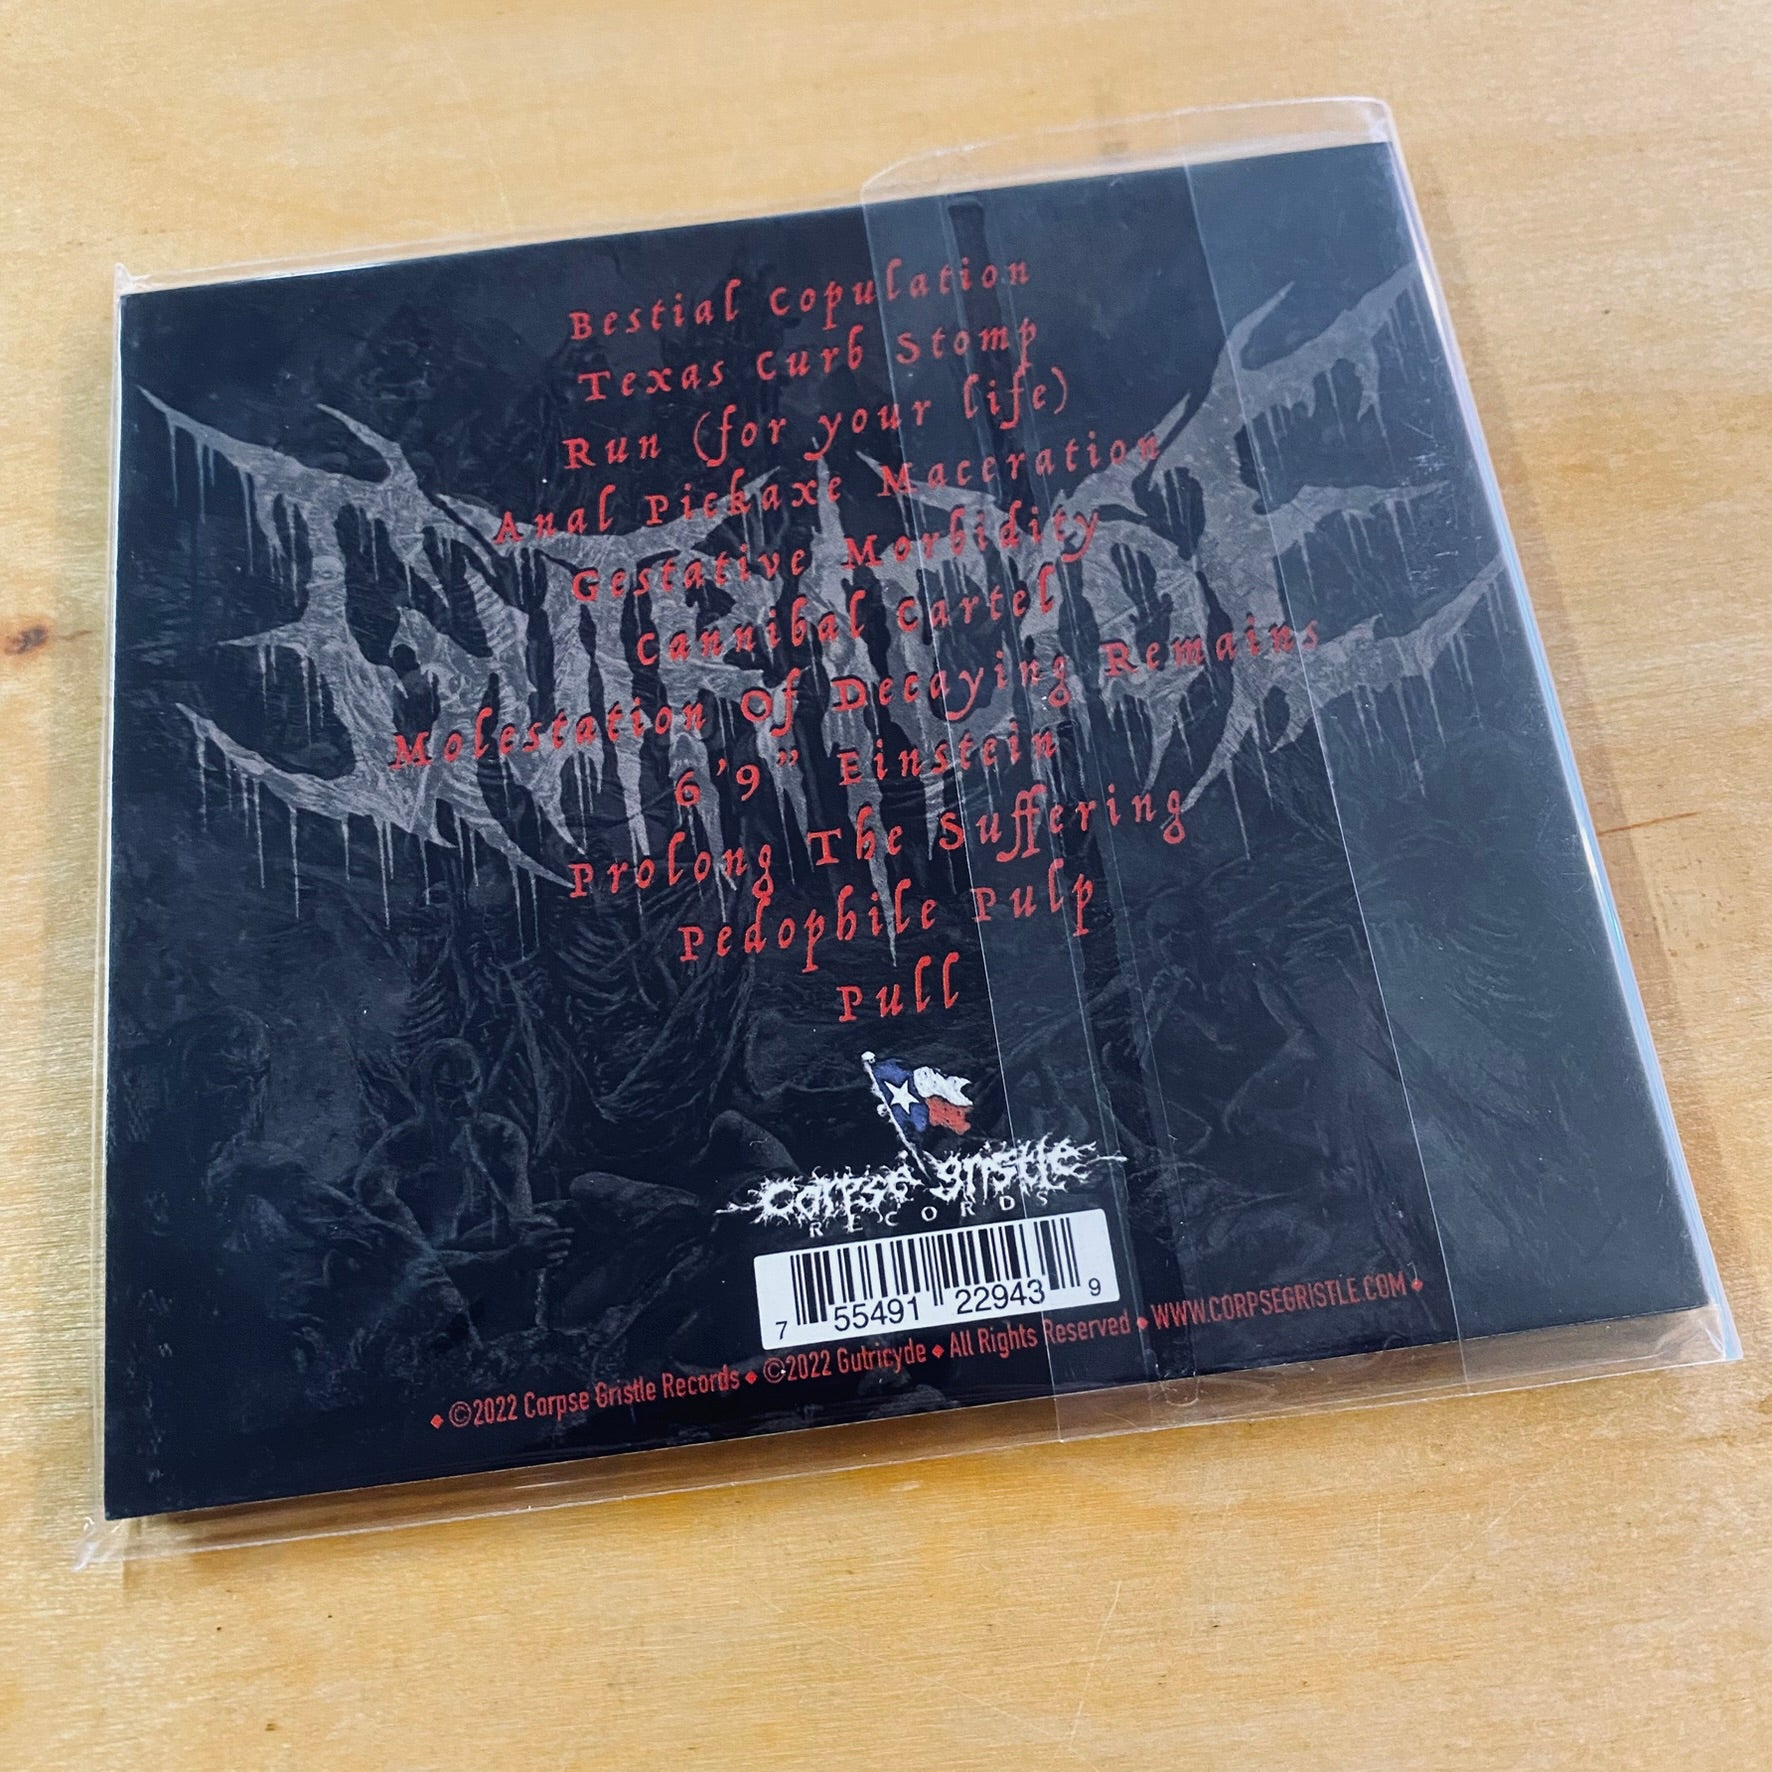 Bestial Copulation
Texas Curb Stomp
Run (for your life)
Anal Pickaxe Maceration
Gestative Morbidity
Cannibal Cartel
Molestation Of Decaying Remains
6'9" Einstein
Prolong The Suffering
Pedophile Pulp
Pull
corpse gristle
RECORDS
7 55491 22943 9
◆ ©2022 Corpse Gristle Records ◆ ©2022 Gutricyde ◆ All Rights Reserved ◆ WWW.CORPSEGRISTLE.COM ◆